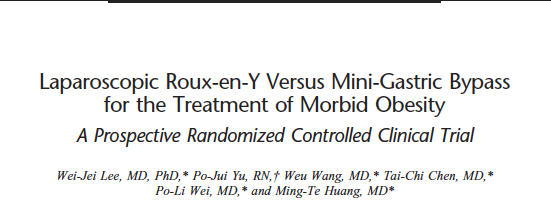 Laparoscopic Roux-en-Y Versus Mini-Gastric Bypass
for the Treatment of Morbid Obesity
A Prospective Randomized Controlled Clinical Trial
Wei-Jei Lee, MD, PhD,* Po-Jui Yu, RN,† Weu Wang, MD,* Tai-Chi Chen, MD,*
Po-Li Wei, MD,* and Ming-Te Huang, MD*